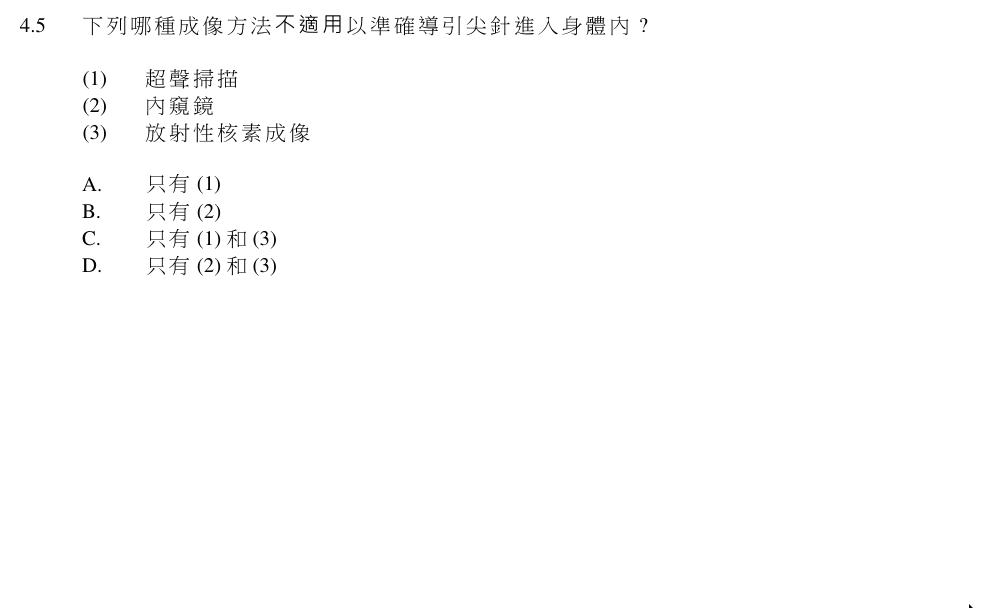 4.5 下列哪種成像方法不適用以準確導引尖針進入身體內？
(1) 超聲掃描
(2) 內窺鏡
(3) 放射性核素成像
A. 只有 (1)
B. 只有 (2)
C. 只有 (1) 和 (3)
D. 只有 (2) 和 (3)